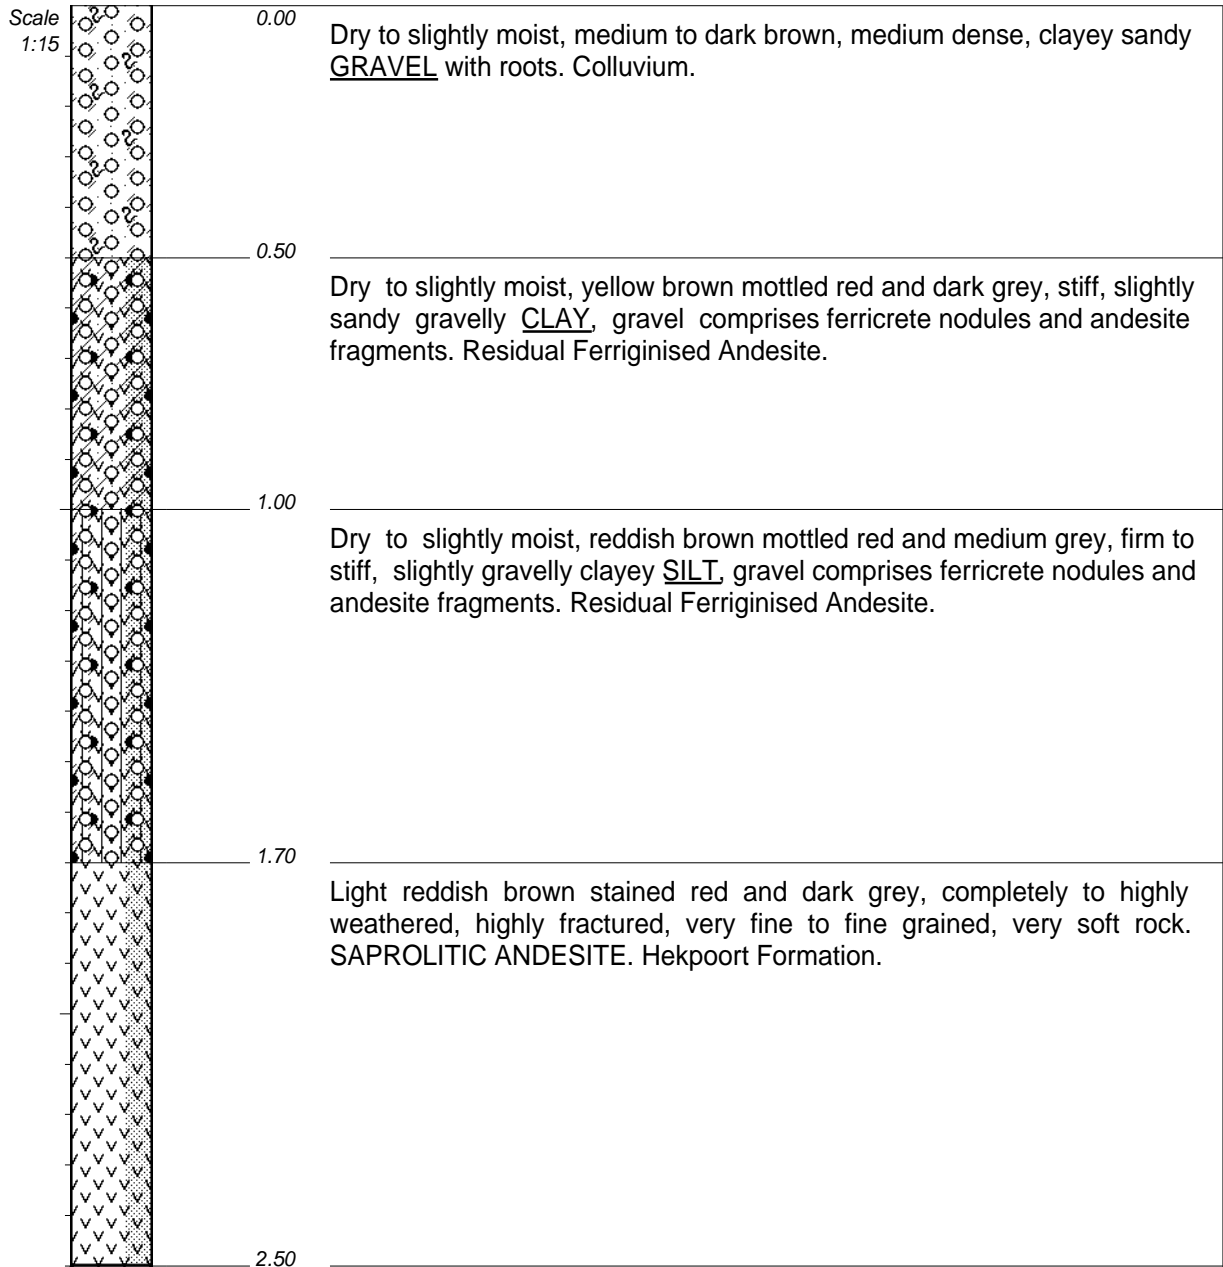 Scale
1:15
0.00
Dry to slightly moist, medium to dark brown, medium dense, clayey sandy
GRAVEL with roots. Colluvium.
0.50
Dry to slightly moist, yellow brown mottled red and dark grey, stiff, slightly
sandy gravelly CLAY, gravel comprises ferricrete nodules and andesite
fragments. Residual Ferriginised Andesite.
1.00
Dry to slightly moist, reddish brown mottled red and medium grey, firm to
stiff, slightly gravelly clayey SILT, gravel comprises ferricrete nodules and
andesite fragments. Residual Ferriginised Andesite.
1.70
Light reddish brown stained red and dark grey, completely to highly
weathered, highly fractured, very fine to fine grained, very soft rock.
SAPROLITIC ANDESITE. Hekpoort Formation.
2.50